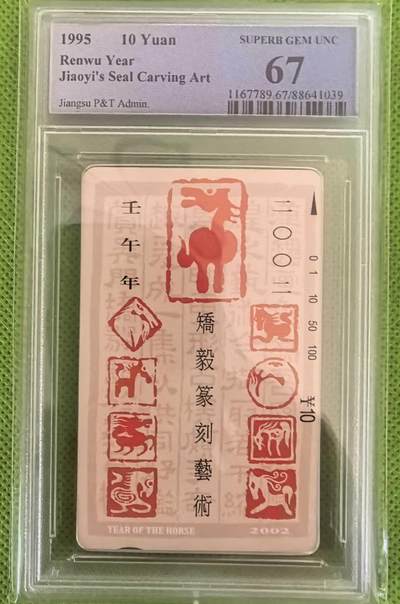 1995 10 Yuan
Renwu Year
Jiaoyi's Seal Carving Art
Jiangsu P&T Admin.
SUPERB GEM UNC
67
1167789.67/88641039
二〇〇二
壬午年
矯毅篆刻藝術
0 1 10 50 100
¥10
YEAR OF THE HORSE
2002